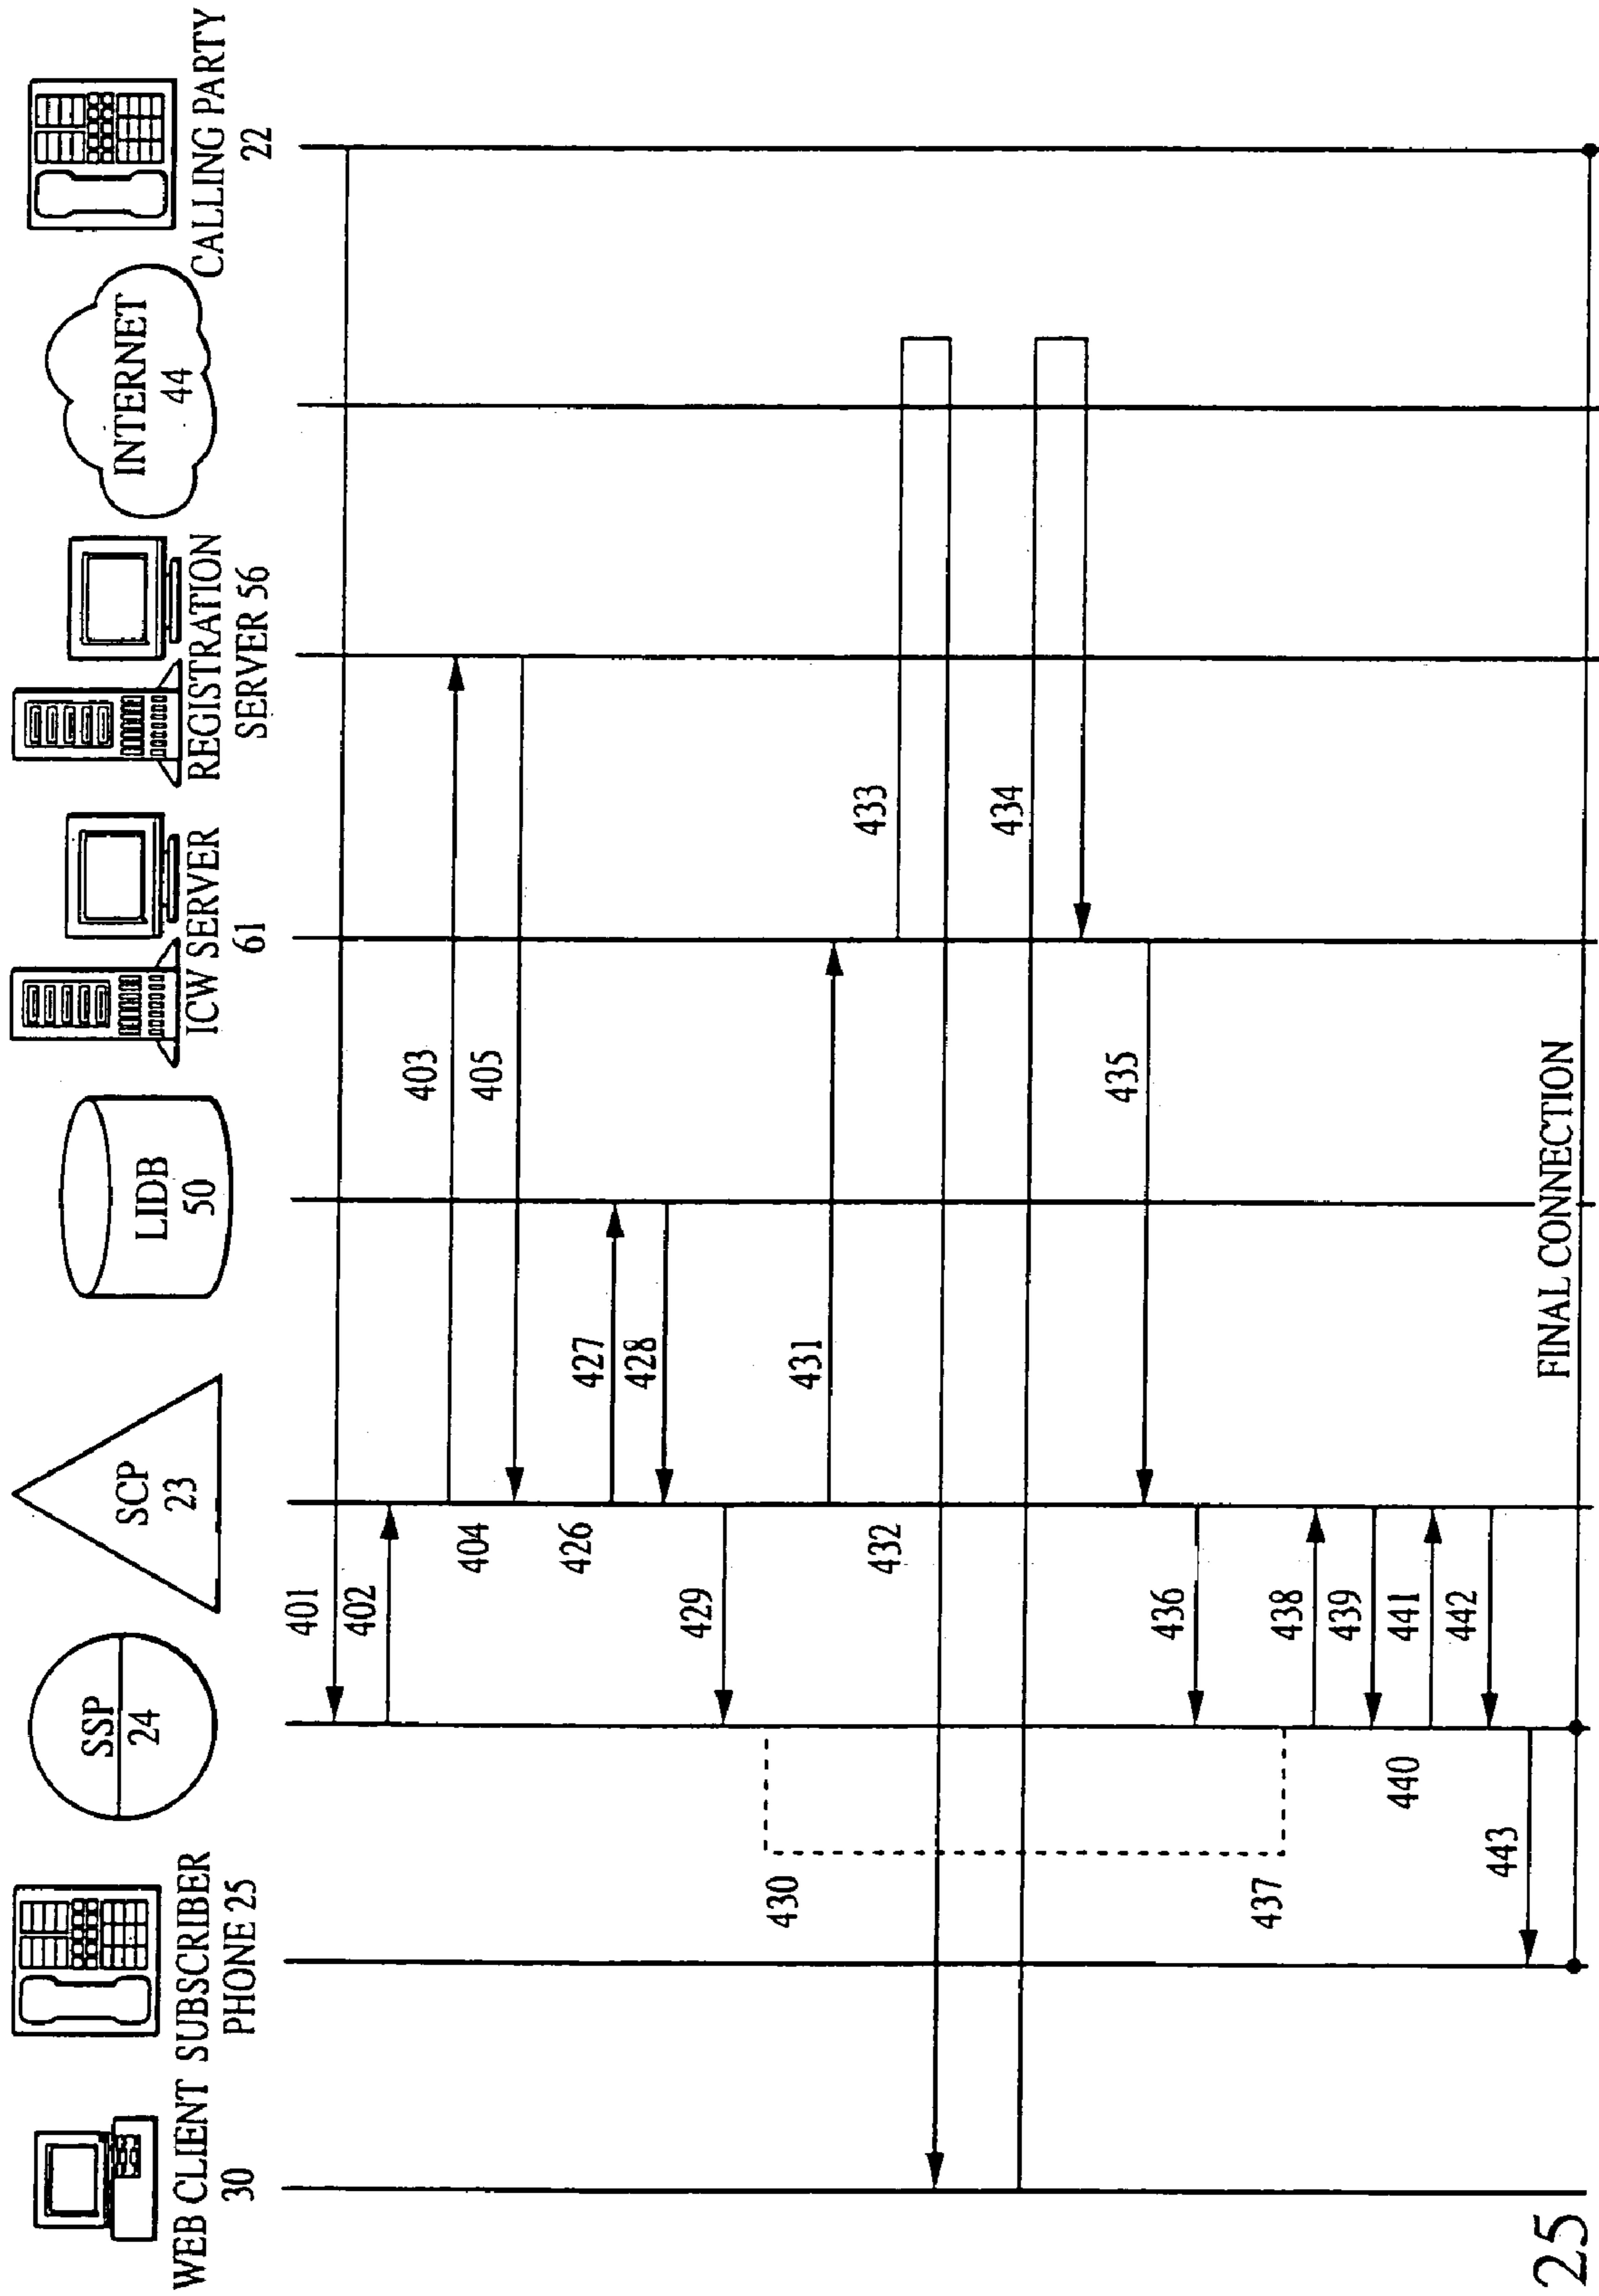 WEB CLIENT
30
SUBSCRIBER
PHONE 25
SSP
24
SCP
23
LIDB
50
ICW SERVER
61
REGISTRATION
SERVER 56
INTERNET
44
CALLING PARTY
22
401
402
403
404
405
426
427
428
429
430
431
432
433
434
435
436
437
438
439
440
441
442
443
FINAL CONNECTION
25